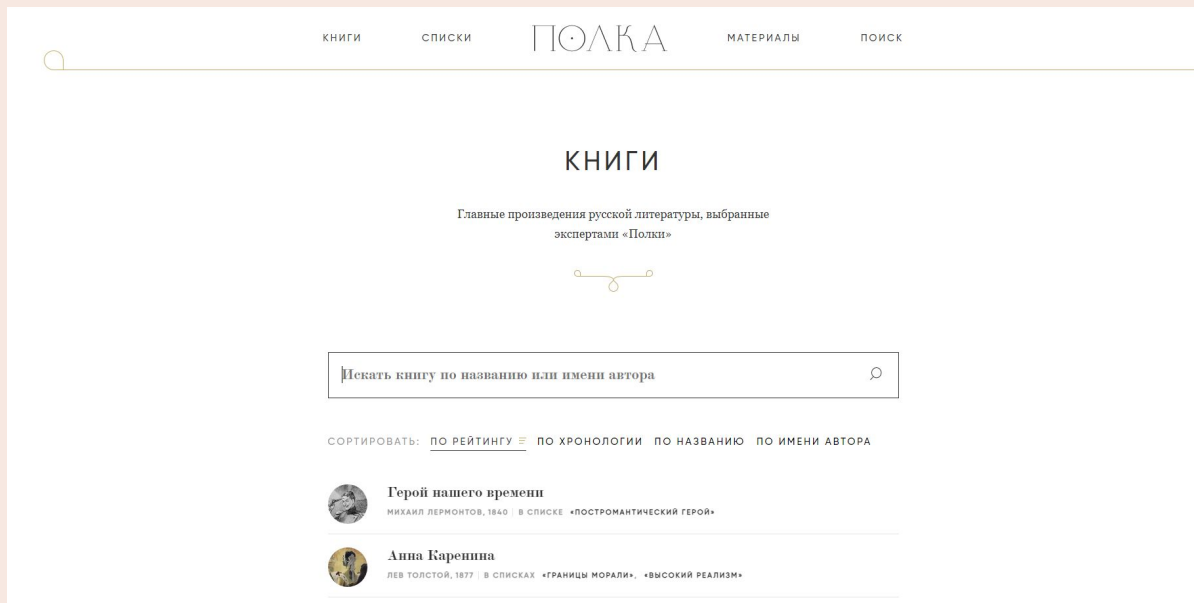 КНИГИ СПИСКИ ПОЛКА МАТЕРИАЛЫ ПОИСК
КНИГИ
Главные произведения русской литературы, выбранные
экспертами «Полки»
Искать книгу по названию или имени автора
СОРТИРОВАТЬ: ПО РЕЙТИНГУ ПО ХРОНОЛОГИИ ПО НАЗВАНИЮ ПО ИМЕНИ АВТОРА
Герой нашего времени
МИХАИЛ ЛЕРМОНТОВ, 1840 | В СПИСКЕ «ПОСТРОМАНТИЧЕСКИЙ ГЕРОЙ»
Анна Каренина
ЛЕВ ТОЛСТОЙ, 1877 | В СПИСКАХ «ГРАНИЦЫ МОРАЛИ», «ВЫСОКИЙ РЕАЛИЗМ»